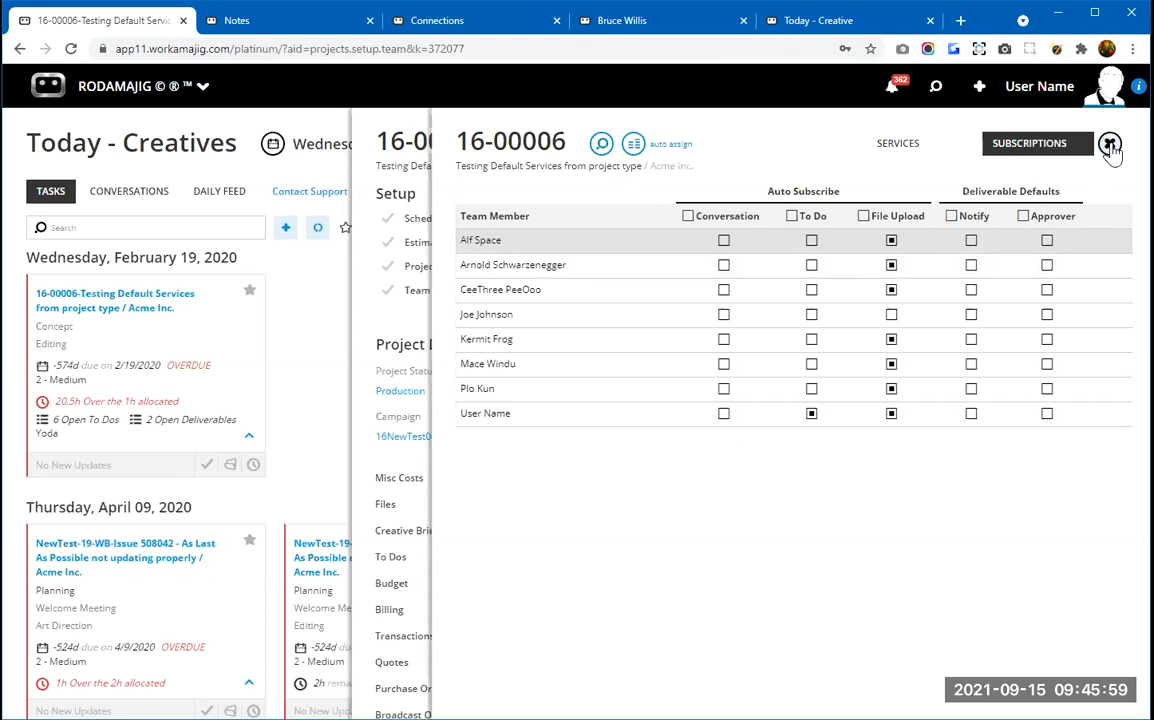 16-00006-Testing Default Servic
Notes
Connections
Bruce Willis
Today - Creative
app11.workamajig.com/platinum/?aid=projects.setup.team&k=372077
RODAMAJIG © ® ™
362
User Name
i
Today - Creatives
Wednesd
TASKS
CONVERSATIONS
DAILY FEED
Contact Support
Search
Wednesday, February 19, 2020
16-00006-Testing Default Services
from project type / Acme Inc.
Concept
Editing
-574d due on 2/19/2020 OVERDUE
2 - Medium
20.5h Over the 1h allocated
6 Open To Dos
2 Open Deliverables
Yoda
No New Updates
Thursday, April 09, 2020
NewTest-19-WB-Issue 508042 - As Last
As Possible not updating properly /
Acme Inc.
Planning
Welcome Meeting
Art Direction
-524d due on 4/9/2020 OVERDUE
2 - Medium
1h Over the 2h allocated
No New Updates
NewTest-19-
As Possible n
Acme Inc.
Planning
Welcome Me
Editing
-524d du
2 - Medium
2h rema
No New Upd
16-00
Testing Defa
Setup
Sched
Estima
Projec
Team
Project D
Project Statu
Production
Campaign
16NewTest0
Misc Costs
Files
Creative Brie
To Dos
Budget
Billing
Transactions
Quotes
Purchase Or
Broadcast O
16-00006
auto assign
SERVICES
SUBSCRIPTIONS
Testing Default Services from project type / Acme Inc.
Auto Subscribe
Deliverable Defaults
Team Member
Conversation
To Do
File Upload
Notify
Approver
Alf Space
Arnold Schwarzenegger
CeeThree PeeOoo
Joe Johnson
Kermit Frog
Mace Windu
Plo Kun
User Name
2021-09-15 09:45:59